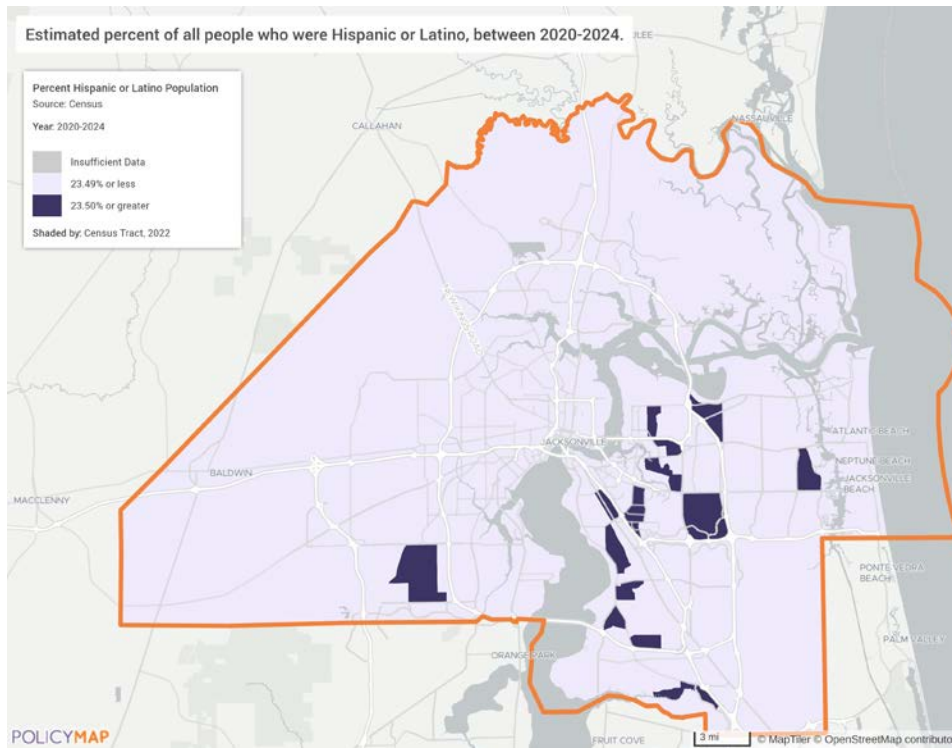 Estimated percent of all people who were Hispanic or Latino, between 2020-2024.
Percent Hispanic or Latino Population
Source: Census
Year: 2020-2024
Insufficient Data
23.49% or less
23.50% or greater
Shaded by: Census Tract, 2022
CALLAHAN
NASSAUVILLE
JACKSONVILLE
ATLANTIC BEACH
BALDWIN
NEPTUNE BEACH
JACKSONVILLE
BEACH
MACCLENNY
PONTE VEDRA
BEACH
PALM VALLEY
ORANGE PARK
FRUIT COVE
3 mi
© MapTiler © OpenStreetMap contributo
POLICYMAP